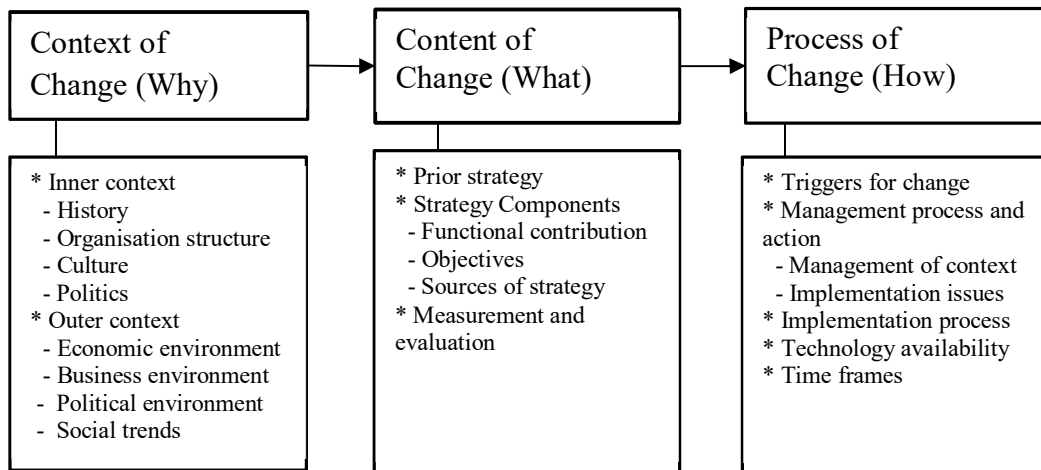 Context of
Change (Why)
* Inner context
- History
- Organisation structure
- Culture
- Politics
* Outer context
- Economic environment
- Business environment
- Political environment
- Social trends
Content of
Change (What)
* Prior strategy
* Strategy Components
- Functional contribution
- Objectives
- Sources of strategy
* Measurement and
evaluation
Process of
Change (How)
* Triggers for change
* Management process and
action
- Management of context
- Implementation issues
* Implementation process
* Technology availability
* Time frames